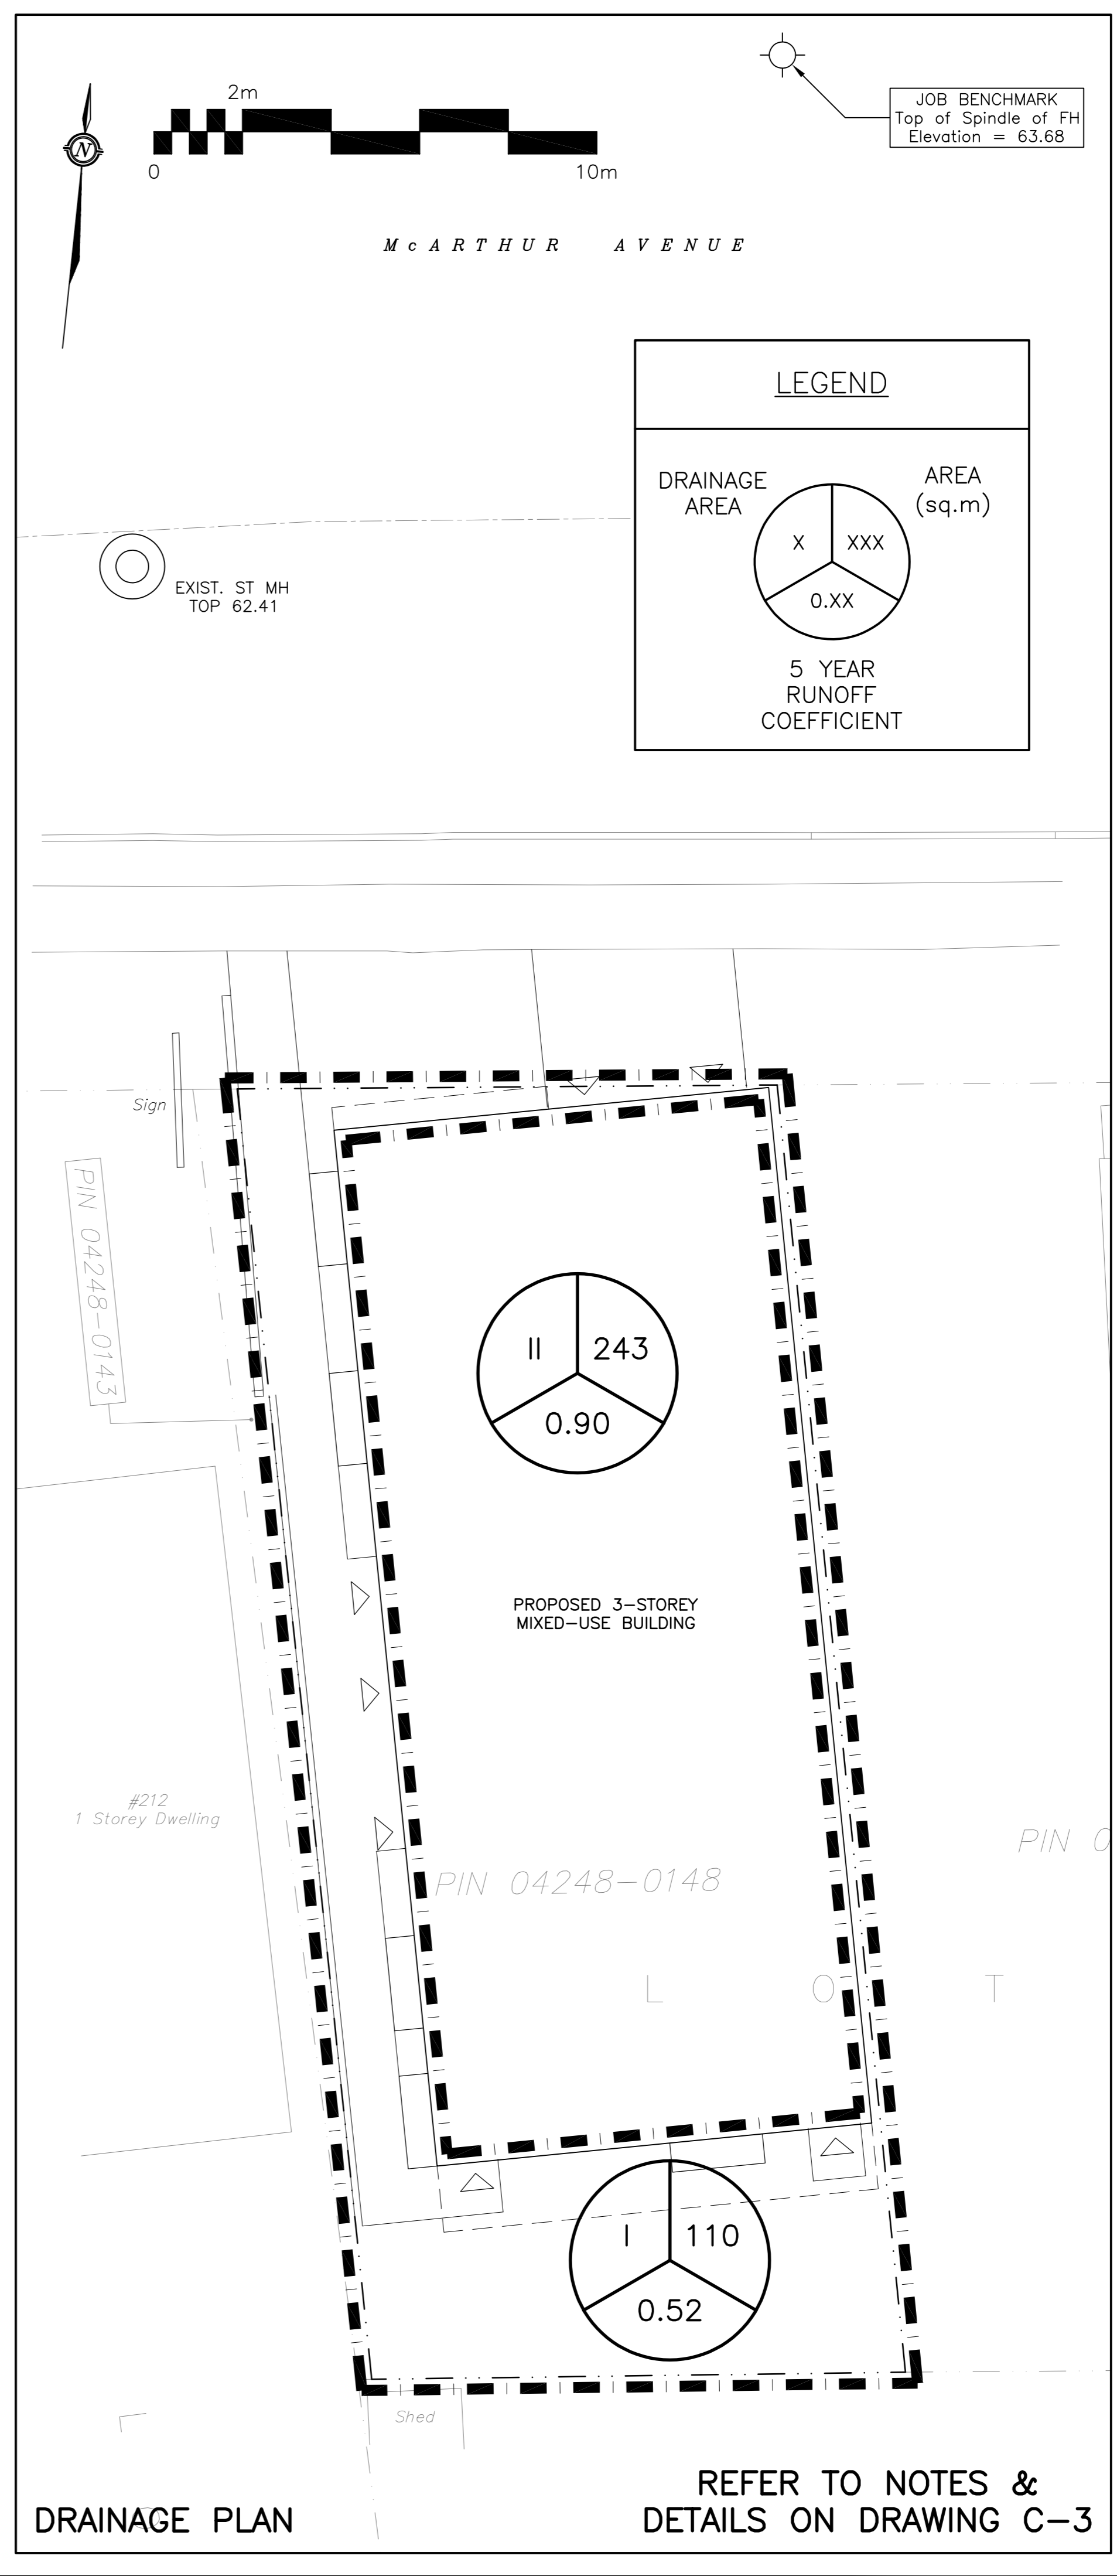 2m
JOB BENCHMARK
Top of Spindle of FH
Elevation = 63.68
N
0
10m
McARTHUR AVENUE
LEGEND
DRAINAGE
AREA
AREA
(sq.m)
X
XXX
0.XX
5 YEAR
RUNOFF
COEFFICIENT
EXIST. ST MH
TOP 62.41
Sign
PIN 04248-0143
II
243
0.90
PROPOSED 3-STOREY
MIXED-USE BUILDING
#212
1 Storey Dwelling
PIN 0
PIN 04248-0148
L O T
I
110
0.52
Shed
REFER TO NOTES &
DETAILS ON DRAWING C-3
DRAINAGE PLAN